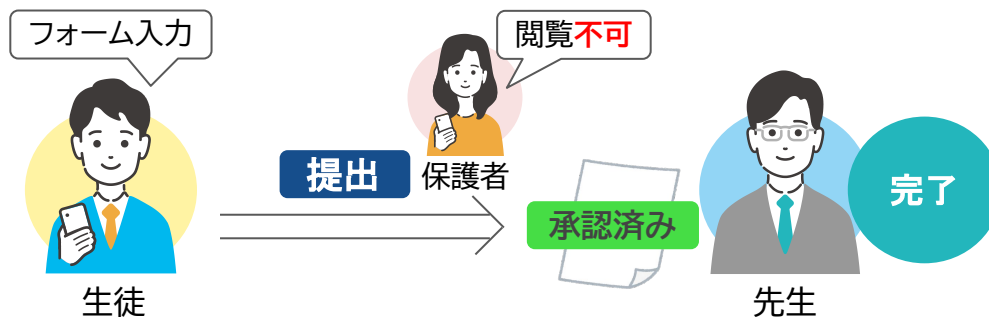 フォーム入力
閲覧不可
提出
保護者
承認済み
完了
生徒
先生